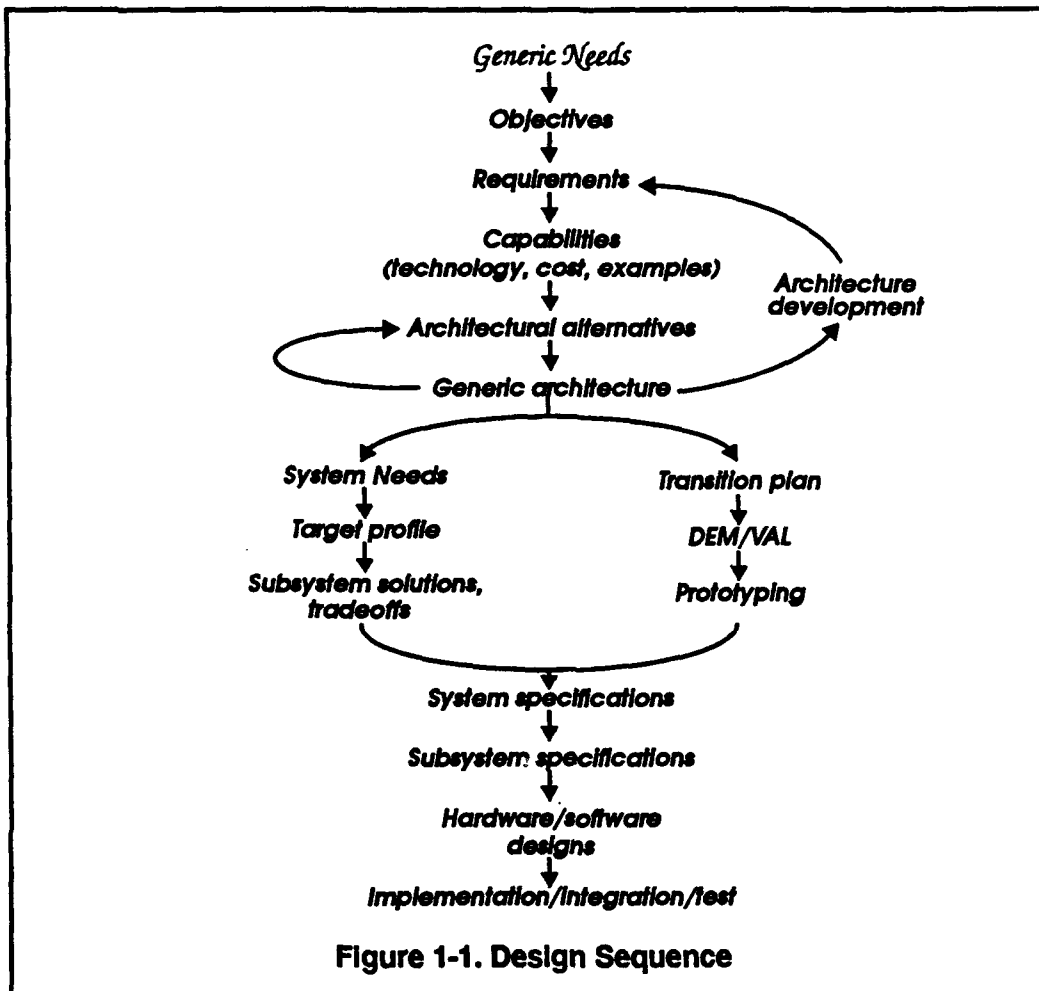 Generic Needs
Objectives
Requirements
Capabilities
(technology, cost, examples)
Architecture
development
Architectural alternatives
Generic architecture
System Needs
Target profile
Subsystem solutions,
tradeoffs
Transition plan
DEM/VAL
Prototyping
System specifications
Subsystem specifications
Hardware/software
designs
Implementation/integration/test
Figure 1-1. Design Sequence